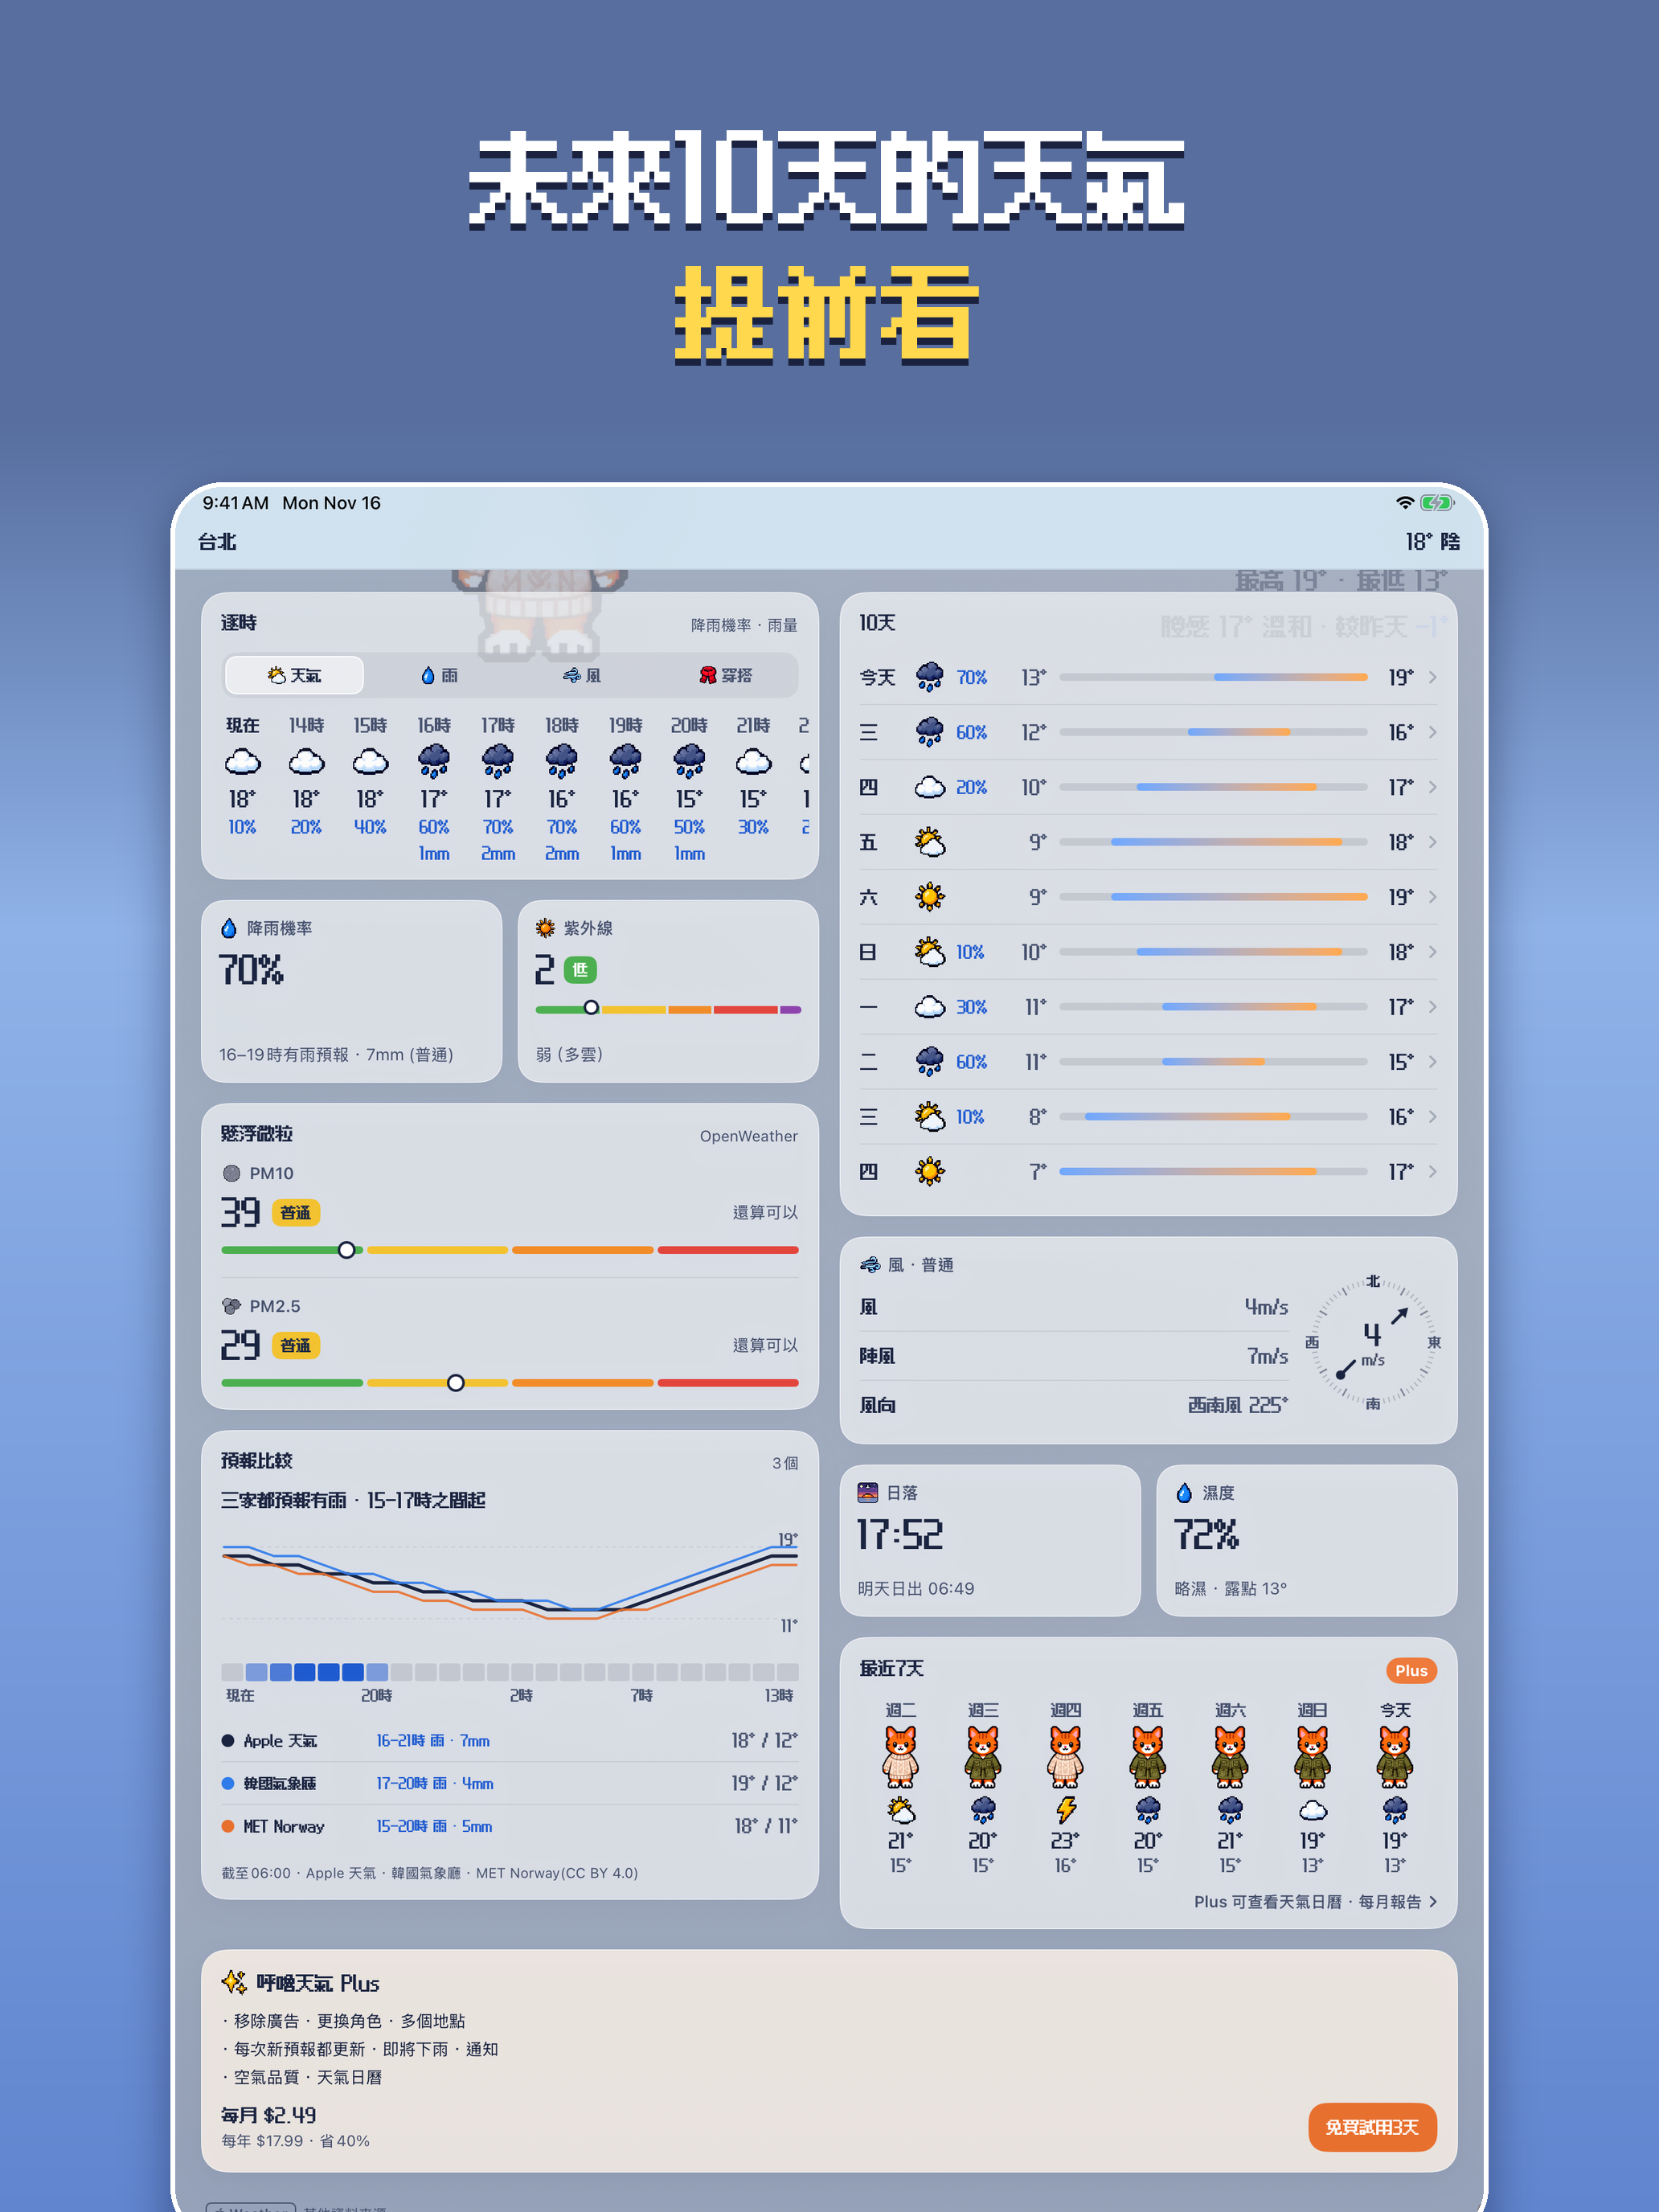 未來10天的天氣
提前看
9:41 AM Mon Nov 16
台北
18° 陰
最高 19° · 最低 13°
體感 17° 溫和 · 較昨天 -1°
逐時
降雨機率 · 雨量
天氣 雨 風 穿搭
現在 14時 15時 16時 17時 18時 19時 20時 21時
18° 18° 18° 17° 17° 16° 16° 15° 15°
10% 20% 40% 60% 70% 70% 60% 50% 30%
1mm 2mm 2mm 1mm 1mm
降雨機率
70%
16–19時有雨預報 · 7mm (普通)
紫外線
2 低
弱 (多雲)
懸浮微粒
OpenWeather
PM10
39 普通 還算可以
PM2.5
29 普通 還算可以
預報比較
3個
三家都預報有雨 · 15-17時之間起
19°
11°
現在 20時 2時 7時 13時
Apple 天氣 16-21時 雨 · 7mm 18° / 12°
韓國氣象廳 17-20時 雨 · 4mm 19° / 12°
MET Norway 15-20時 雨 · 5mm 18° / 11°
截至06:00 · Apple 天氣 · 韓國氣象廳 · MET Norway(CC BY 4.0)
10天
今天 70% 13° 19°
三 60% 12° 16°
四 20% 10° 17°
五 9° 18°
六 9° 19°
日 10% 10° 18°
一 30% 11° 17°
二 60% 11° 15°
三 10% 8° 16°
四 7° 17°
風 · 普通
風 4m/s
陣風 7m/s
風向 西南風 225°
北
西
東
南
4
m/s
日落
17:52
明天日出 06:49
濕度
72%
略濕 · 露點 13°
最近7天
Plus
週二 週三 週四 週五 週六 週日 今天
21° 20° 23° 20° 21° 19° 19°
15° 15° 16° 15° 15° 13° 13°
Plus 可查看天氣日曆 · 每月報告
呼嚕天氣 Plus
· 移除廣告 · 更換角色 · 多個地點
· 每次新預報都更新 · 即將下雨 · 通知
· 空氣品質 · 天氣日曆
每月 $2.49
每年 $17.99 · 省40%
免費試用3天